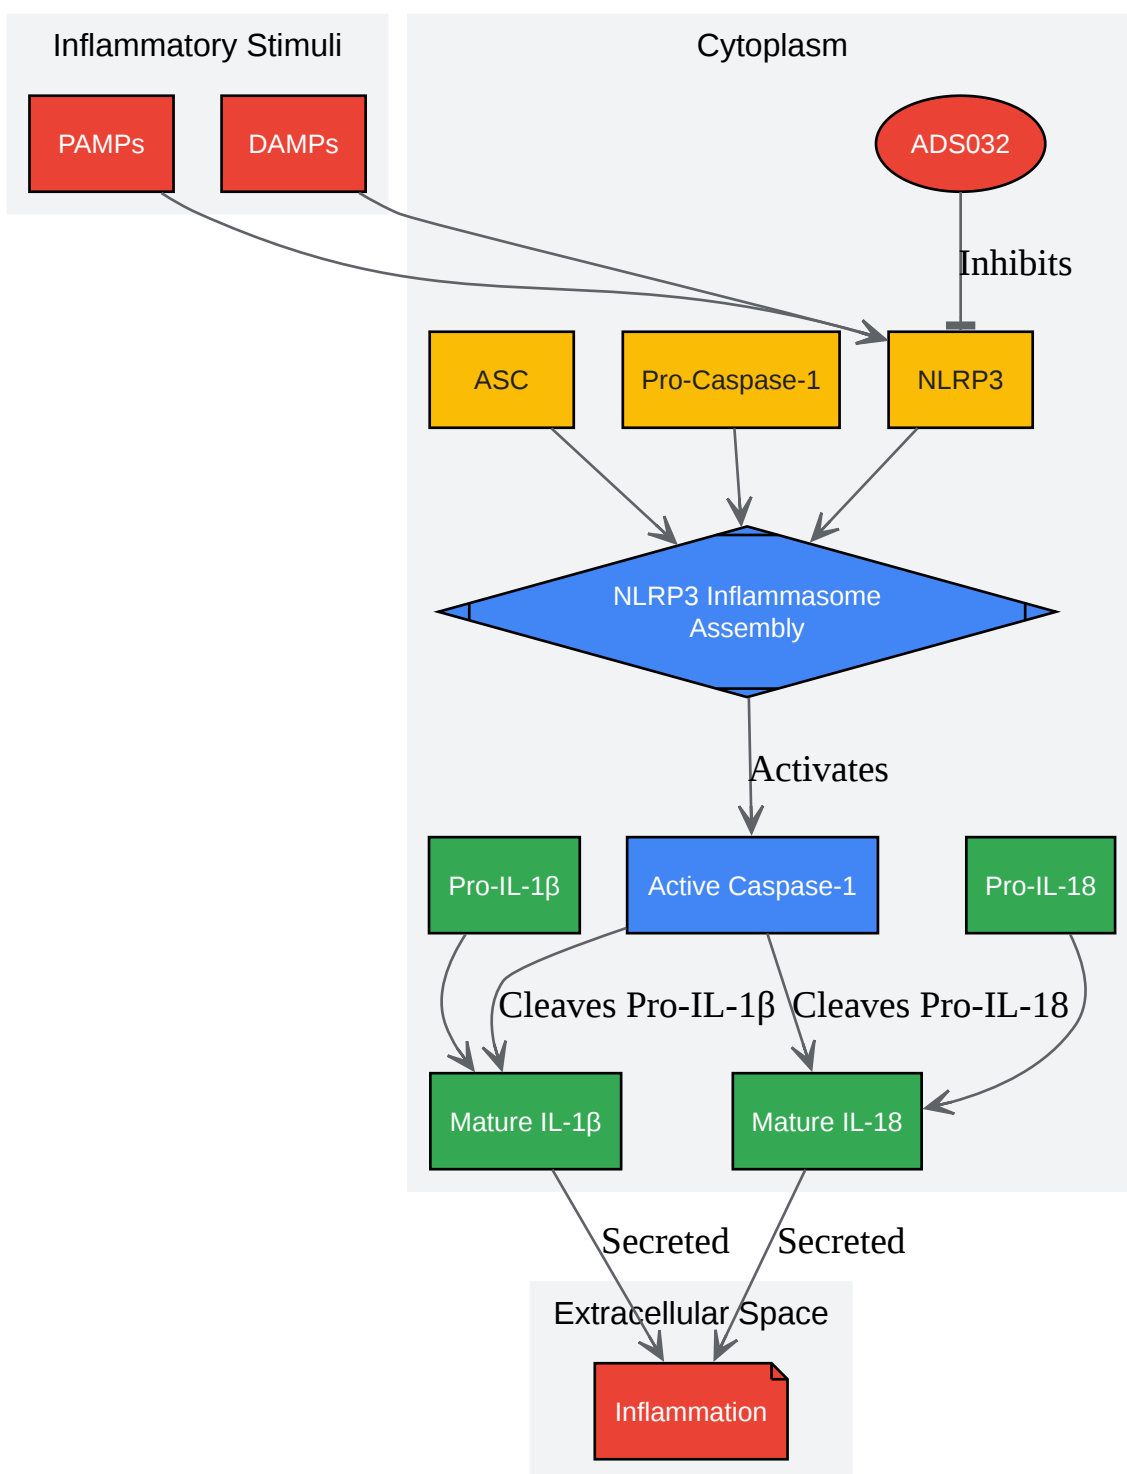 Inflammatory Stimuli
Cytoplasm
PAMPs
DAMPs
ADS032
Inhibits
ASC
Pro-Caspase-1
NLRP3
NLRP3 Inflammasome
Assembly
Activates
Pro-IL-1β
Active Caspase-1
Pro-IL-18
Cleaves Pro-IL-1β
Cleaves Pro-IL-18
Mature IL-1β
Mature IL-18
Secreted
Secreted
Extracellular Space
Inflammation